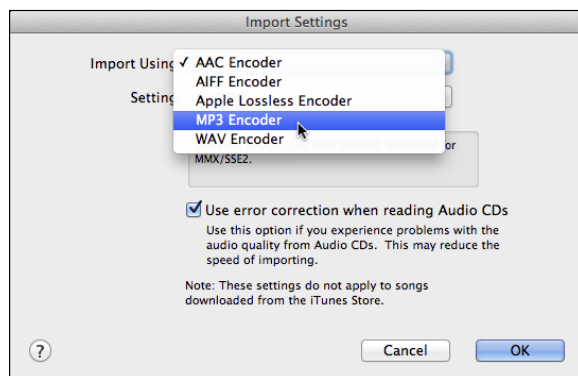 Import Settings
Import Using ✓ AAC Encoder
AIFF Encoder
Setting Apple Lossless Encoder
MP3 Encoder
WAV Encoder
or
MMX/SSE2.
Use error correction when reading Audio CDs
Use this option if you experience problems with the
audio quality from Audio CDs. This may reduce the
speed of importing.
Note: These settings do not apply to songs
downloaded from the iTunes Store.
? Cancel OK